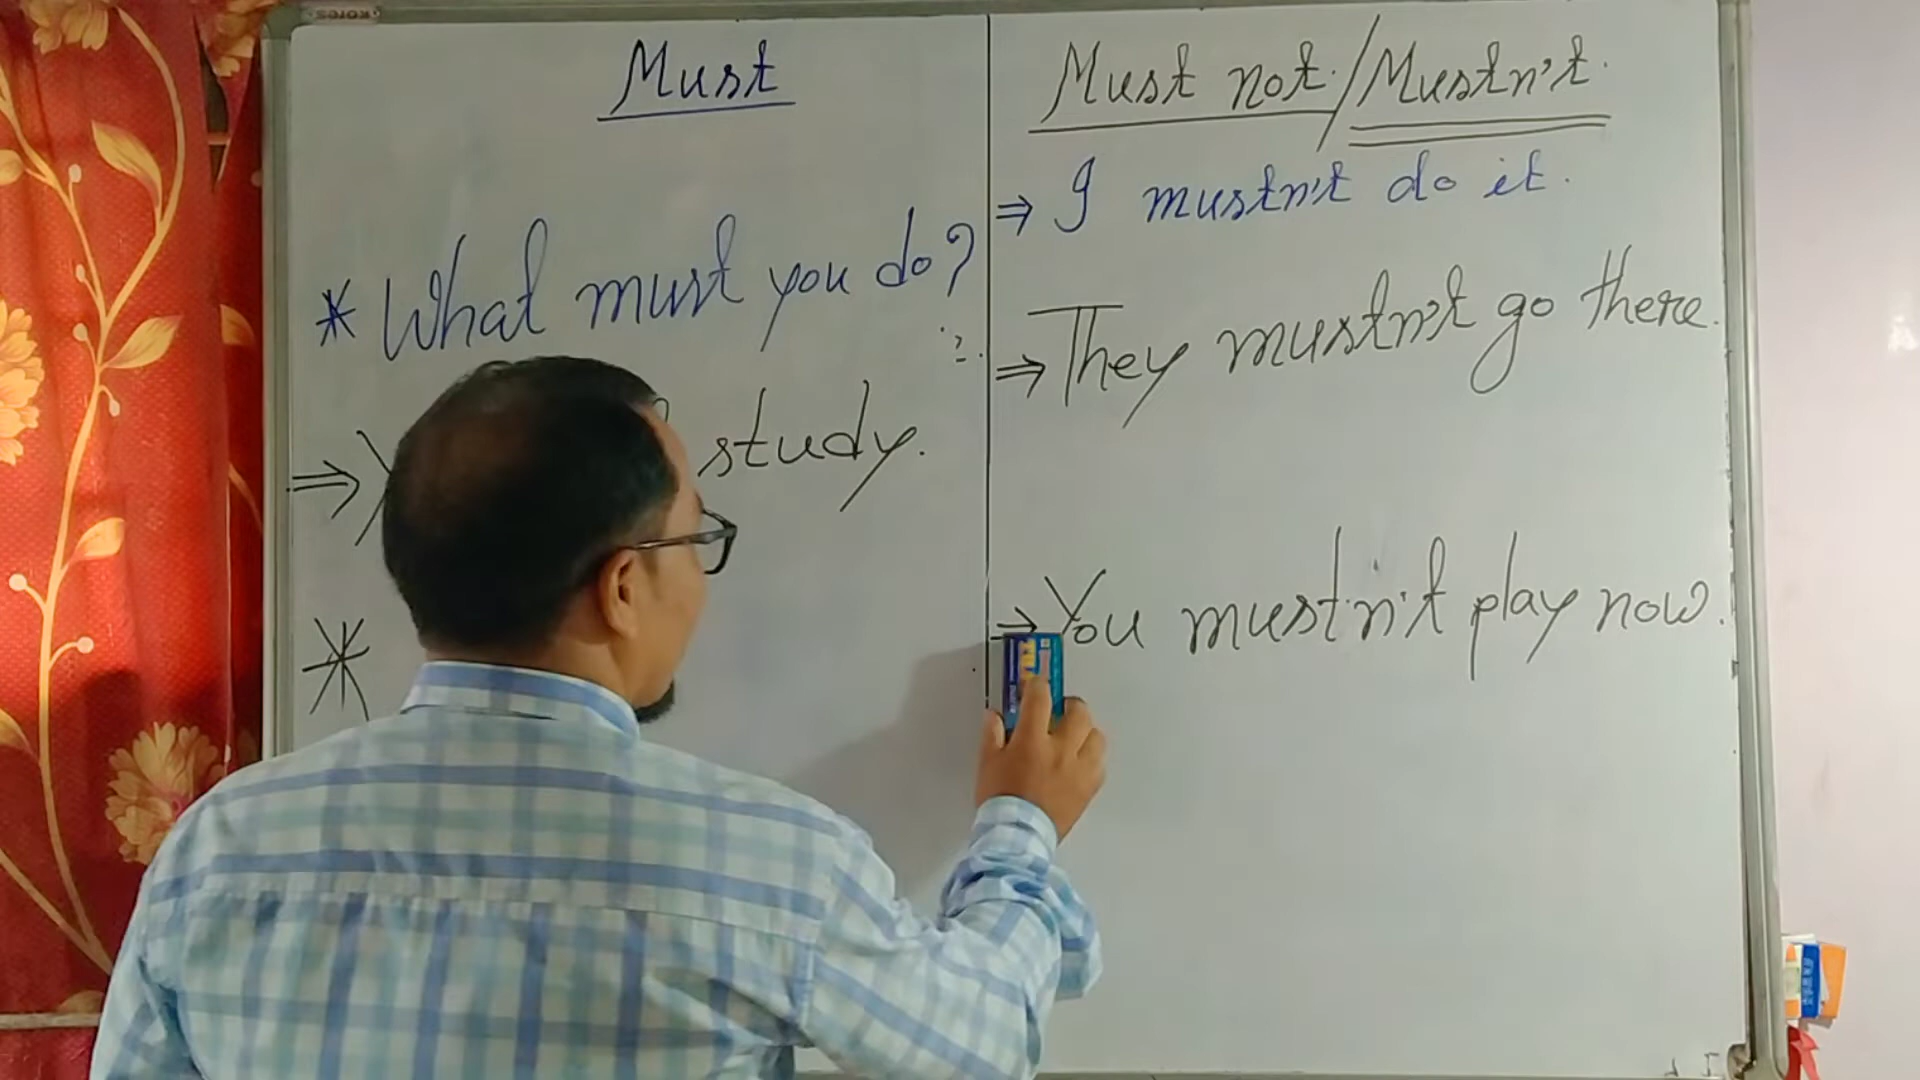 Must
* What must you do?
⇒ Y study.
*
Must not / Mustn't.
⇒ I mustn't do it.
⇒ They mustn't go there.
⇒ You mustn't play now.